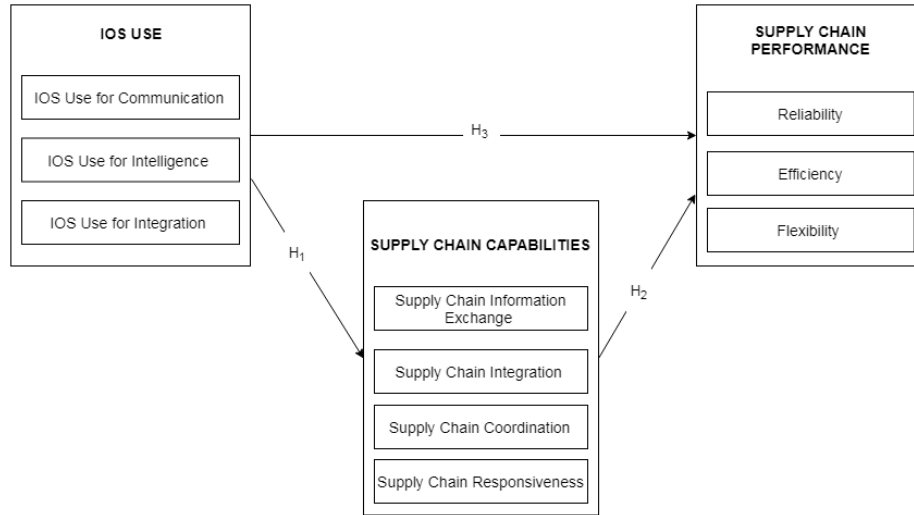 IOS USE
IOS Use for Communication
IOS Use for Intelligence
IOS Use for Integration
H1
H3
SUPPLY CHAIN CAPABILITIES
Supply Chain Information
Exchange
Supply Chain Integration
Supply Chain Coordination
Supply Chain Responsiveness
H2
SUPPLY CHAIN
PERFORMANCE
Reliability
Efficiency
Flexibility